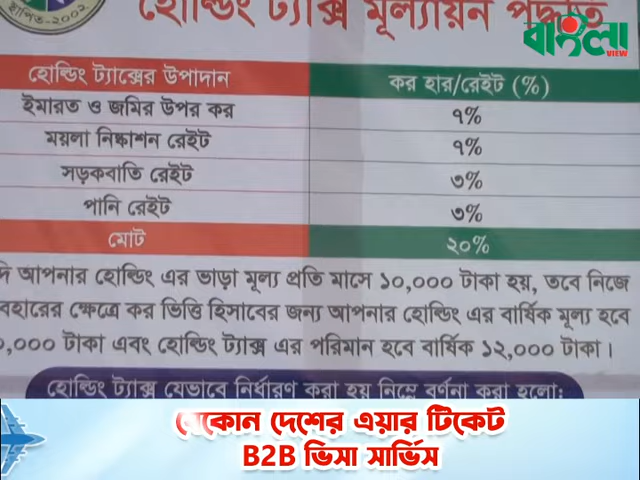 স্থাপিত-২০০২
হোল্ডিং ট্যাক্স মূল্যায়ন পদ্ধতি
বাংলা
VIEW
হোল্ডিং ট্যাক্সের উপাদান
কর হার/রেইট (%)
ইমারত ও জমির উপর কর
৭%
ময়লা নিষ্কাশন রেইট
৭%
সড়কবাতি রেইট
৩%
পানি রেইট
৩%
মোট
২০%
আপনার হোল্ডিং এর ভাড়া মূল্য প্রতি মাসে ১০,০০০ টাকা হয়, তবে নিজে
ক্ষেত্রে কর ভিত্তি হিসাবের জন্য আপনার হোল্ডিং এর বার্ষিক মূল্য হবে
টাকা এবং হোল্ডিং ট্যাক্স এর পরিমান হবে বার্ষিক ১২,০০০ টাকা।
হোল্ডিং ট্যাক্স যেভাবে নির্ধারণ করা হয় নিম্নে বর্ণনা করা হলো:
যেকোন দেশের এয়ার টিকেট
B2B ভিসা সার্ভিস